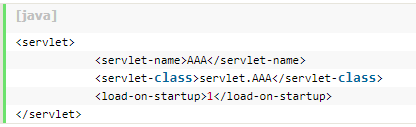 [java]
<servlet>
<servlet-name>AAA</servlet-name>
<servlet-class>servlet.AAA</servlet-class>
<load-on-startup>1</load-on-startup>
</servlet>